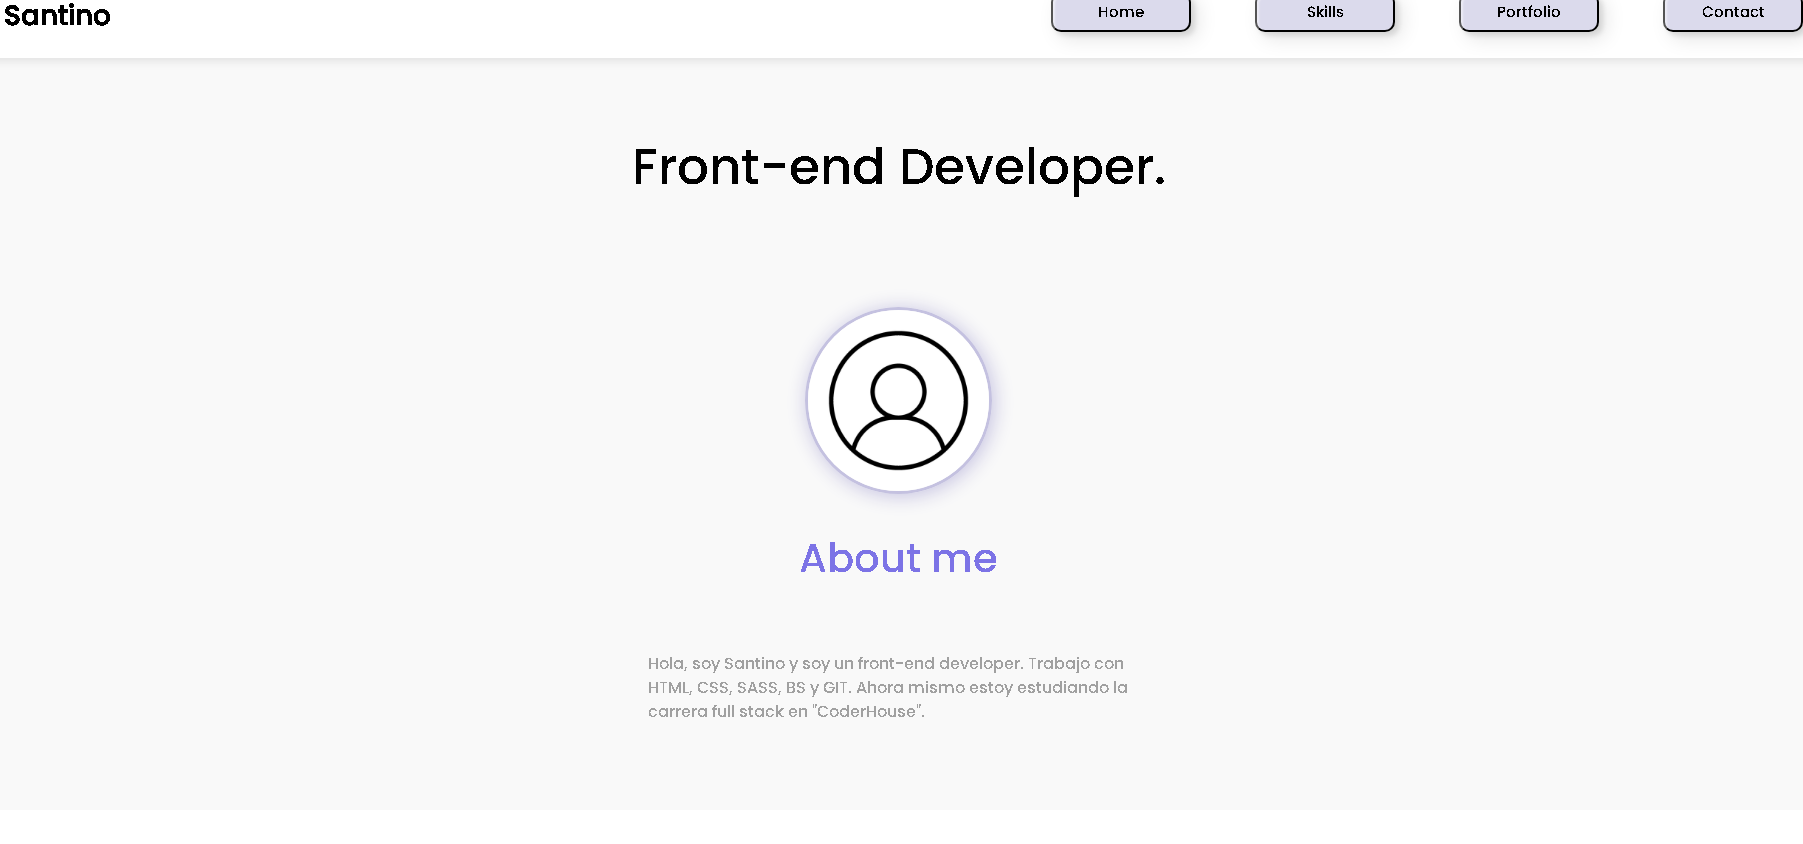 Santino
Home
Skills
Portfolio
Contact
Front-end Developer.
About me
Hola, soy Santino y soy un front-end developer. Trabajo con
HTML, CSS, SASS, BS y GIT. Ahora mismo estoy estudiando la
carrera full stack en "CoderHouse".